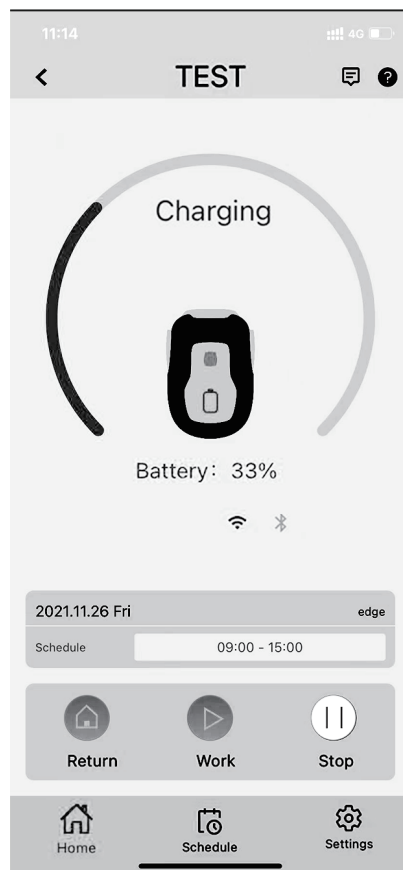 11:14 4G
TEST
Charging
Battery: 33%
2021.11.26 Fri edge
Schedule 09:00 - 15:00
Return Work Stop
Home Schedule Settings